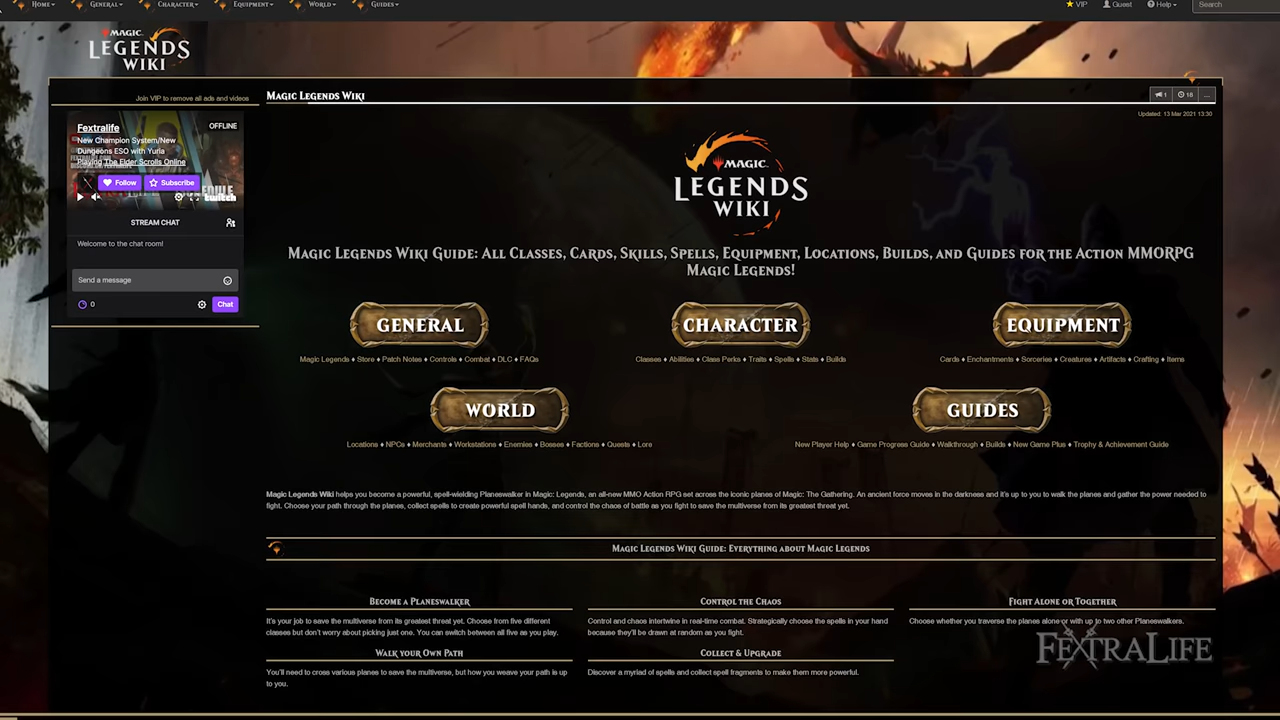 Home General Character Equipment World Guides VIP Guest Help Search
MAGIC
LEGENDS
WIKI
Join VIP to remove all ads and videos
Magic Legends Wiki
1 16 ...
Updated: 13 Mar 2021 13:30
Fextralife
OFFLINE
New Champion System/New
Dungeons ESO with Yuria
Playing The Elder Scrolls Online
Follow Subscribe
twitch
STREAM CHAT
Welcome to the chat room!
Send a message
0 Chat
MAGIC
LEGENDS
WIKI
Magic Legends Wiki Guide: All Classes, Cards, Skills, Spells, Equipment, Locations, Builds, and Guides for the Action MMORPG
Magic Legends!
GENERAL CHARACTER EQUIPMENT
Magic Legends ♦ Store ♦ Patch Notes ♦ Controls ♦ Combat ♦ DLC ♦ FAQs
Classes ♦ Abilities ♦ Class Perks ♦ Traits ♦ Spells ♦ Stats ♦ Builds
Cards ♦ Enchantments ♦ Sorceries ♦ Creatures ♦ Artifacts ♦ Crafting ♦ Items
WORLD GUIDES
Locations ♦ NPCs ♦ Merchants ♦ Workstations ♦ Enemies ♦ Bosses ♦ Factions ♦ Quests ♦ Lore
New Player Help ♦ Game Progress Guide ♦ Walkthrough ♦ Builds ♦ New Game Plus ♦ Trophy & Achievement Guide
Magic Legends Wiki helps you become a powerful, spell-wielding Planeswalker in Magic: Legends, an all-new MMO Action RPG set across the iconic planes of Magic: The Gathering. An ancient force moves in the darkness and it's up to you to walk the planes and gather the power needed to
fight. Choose your path through the planes, collect spells to create powerful spell hands, and control the chaos of battle as you fight to save the multiverse from its greatest threat yet.
Magic Legends Wiki Guide: Everything about Magic Legends
Become a Planeswalker
It's your job to save the multiverse from its greatest threat yet. Choose from five different
classes but don't worry about picking just one. You can switch between all five as you play.
Control the Chaos
Control and chaos intertwine in real-time combat. Strategically choose the spells in your hand
because they'll be drawn at random as you fight.
Fight Alone or Together
Choose whether you traverse the planes alone or with up to two other Planeswalkers.
Walk your Own Path
You'll need to cross various planes to save the multiverse, but how you weave your path is up
to you.
Collect & Upgrade
Discover a myriad of spells and collect spell fragments to make them more powerful.
FEXTRALIFE